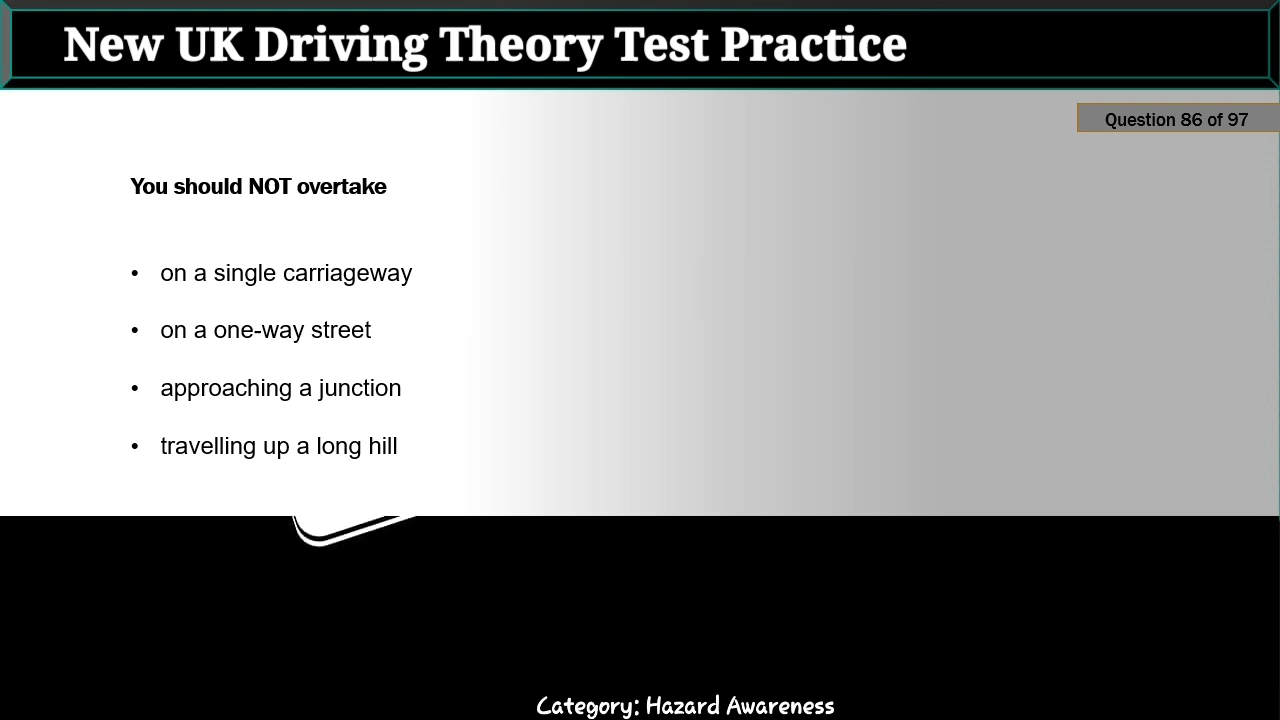 New UK Driving Theory Test Practice
Question 86 of 97
You should NOT overtake
• on a single carriageway
• on a one-way street
• approaching a junction
• travelling up a long hill
Category: Hazard Awareness